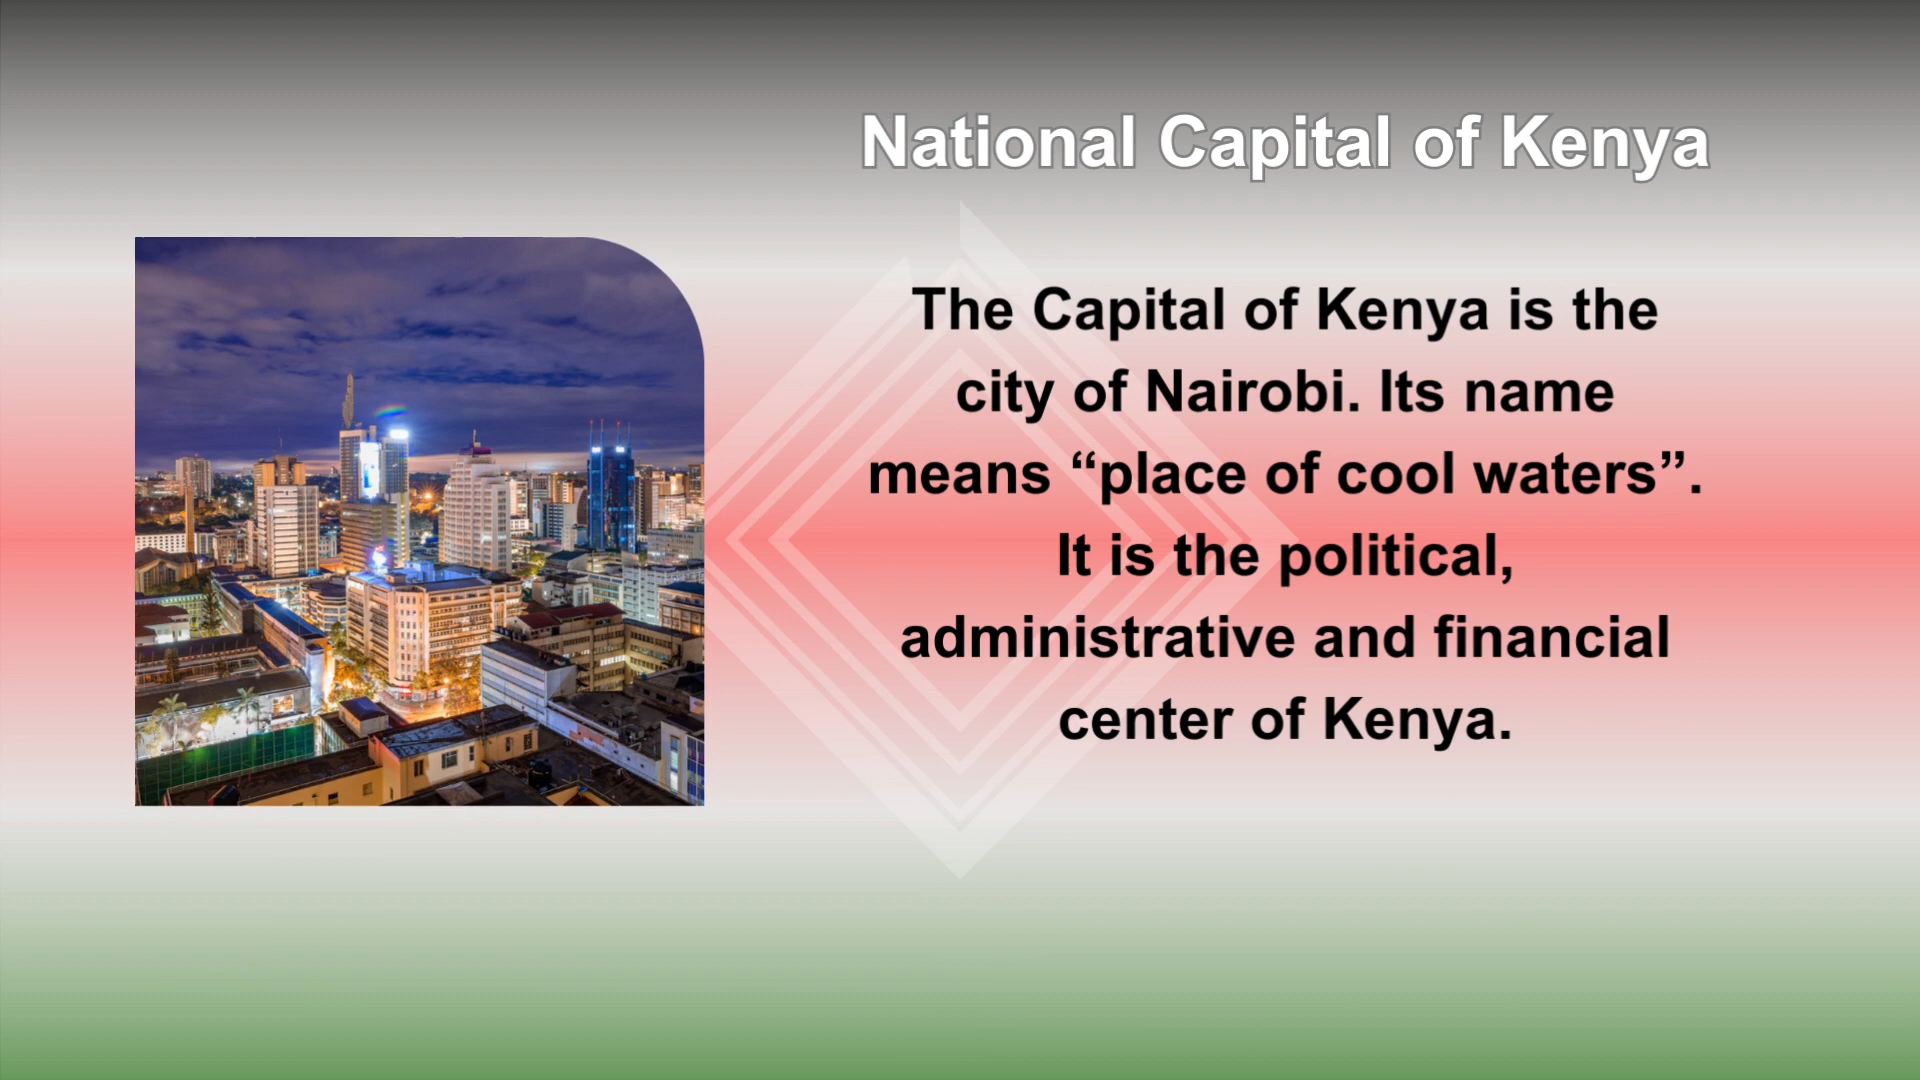 National Capital of Kenya
The Capital of Kenya is the
city of Nairobi. Its name
means “place of cool waters”.
It is the political,
administrative and financial
center of Kenya.